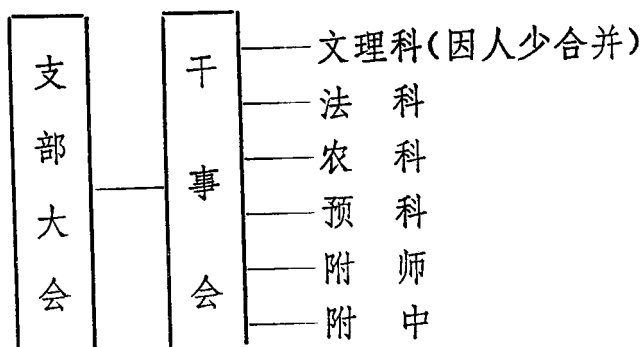 支部大会
干事会
文理科(因人少合并)
法科
农科
预科
附师
附中